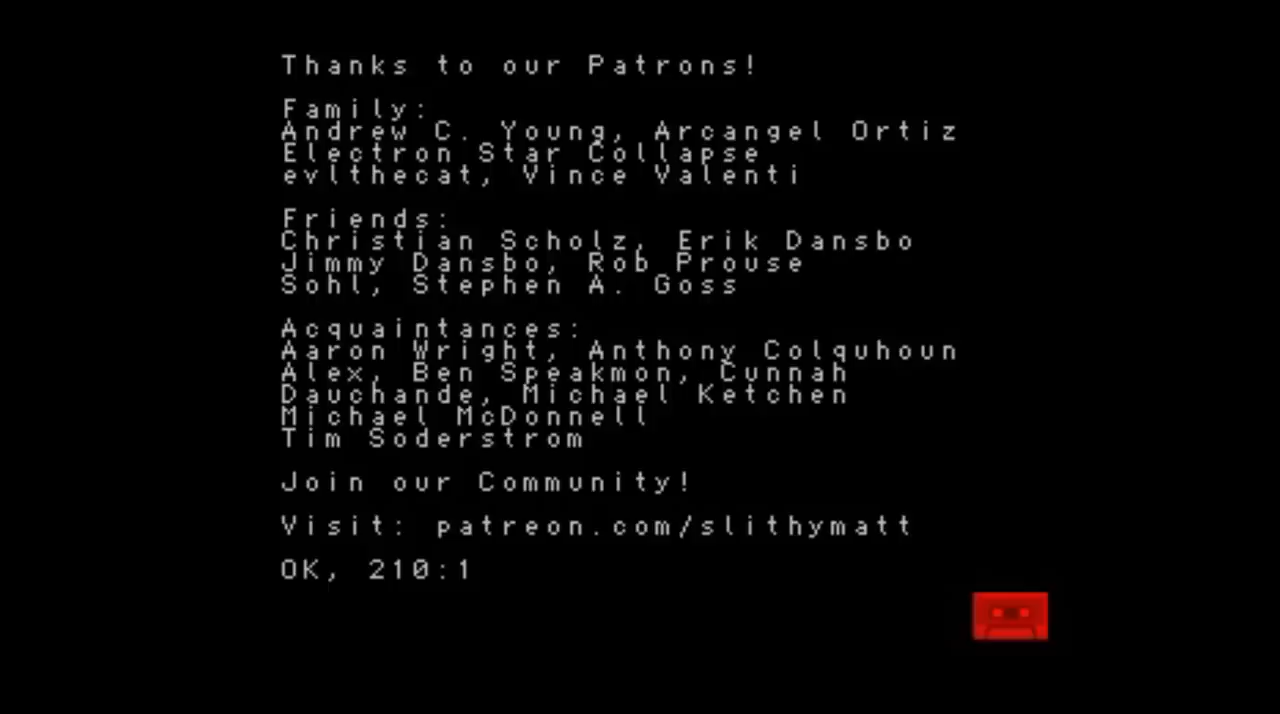 Thanks to our Patrons!
Family:
Andrew C. Young, Arcangel Ortiz
Electron Star Collapse
evlthecat, Vince Valenti
Friends:
Christian Scholz, Erik Dansbo
Jimmy Dansbo, Rob Prouse
Sohl, Stephen A. Goss
Acquaintances:
Aaron Wright, Anthony Colquhoun
Alex, Ben Speakmon, Cunnah
Dauchande, Michael Ketchen
Michael McDonnell
Tim Soderstrom
Join our Community!
Visit: patreon.com/slithymatt
OK, 210:1